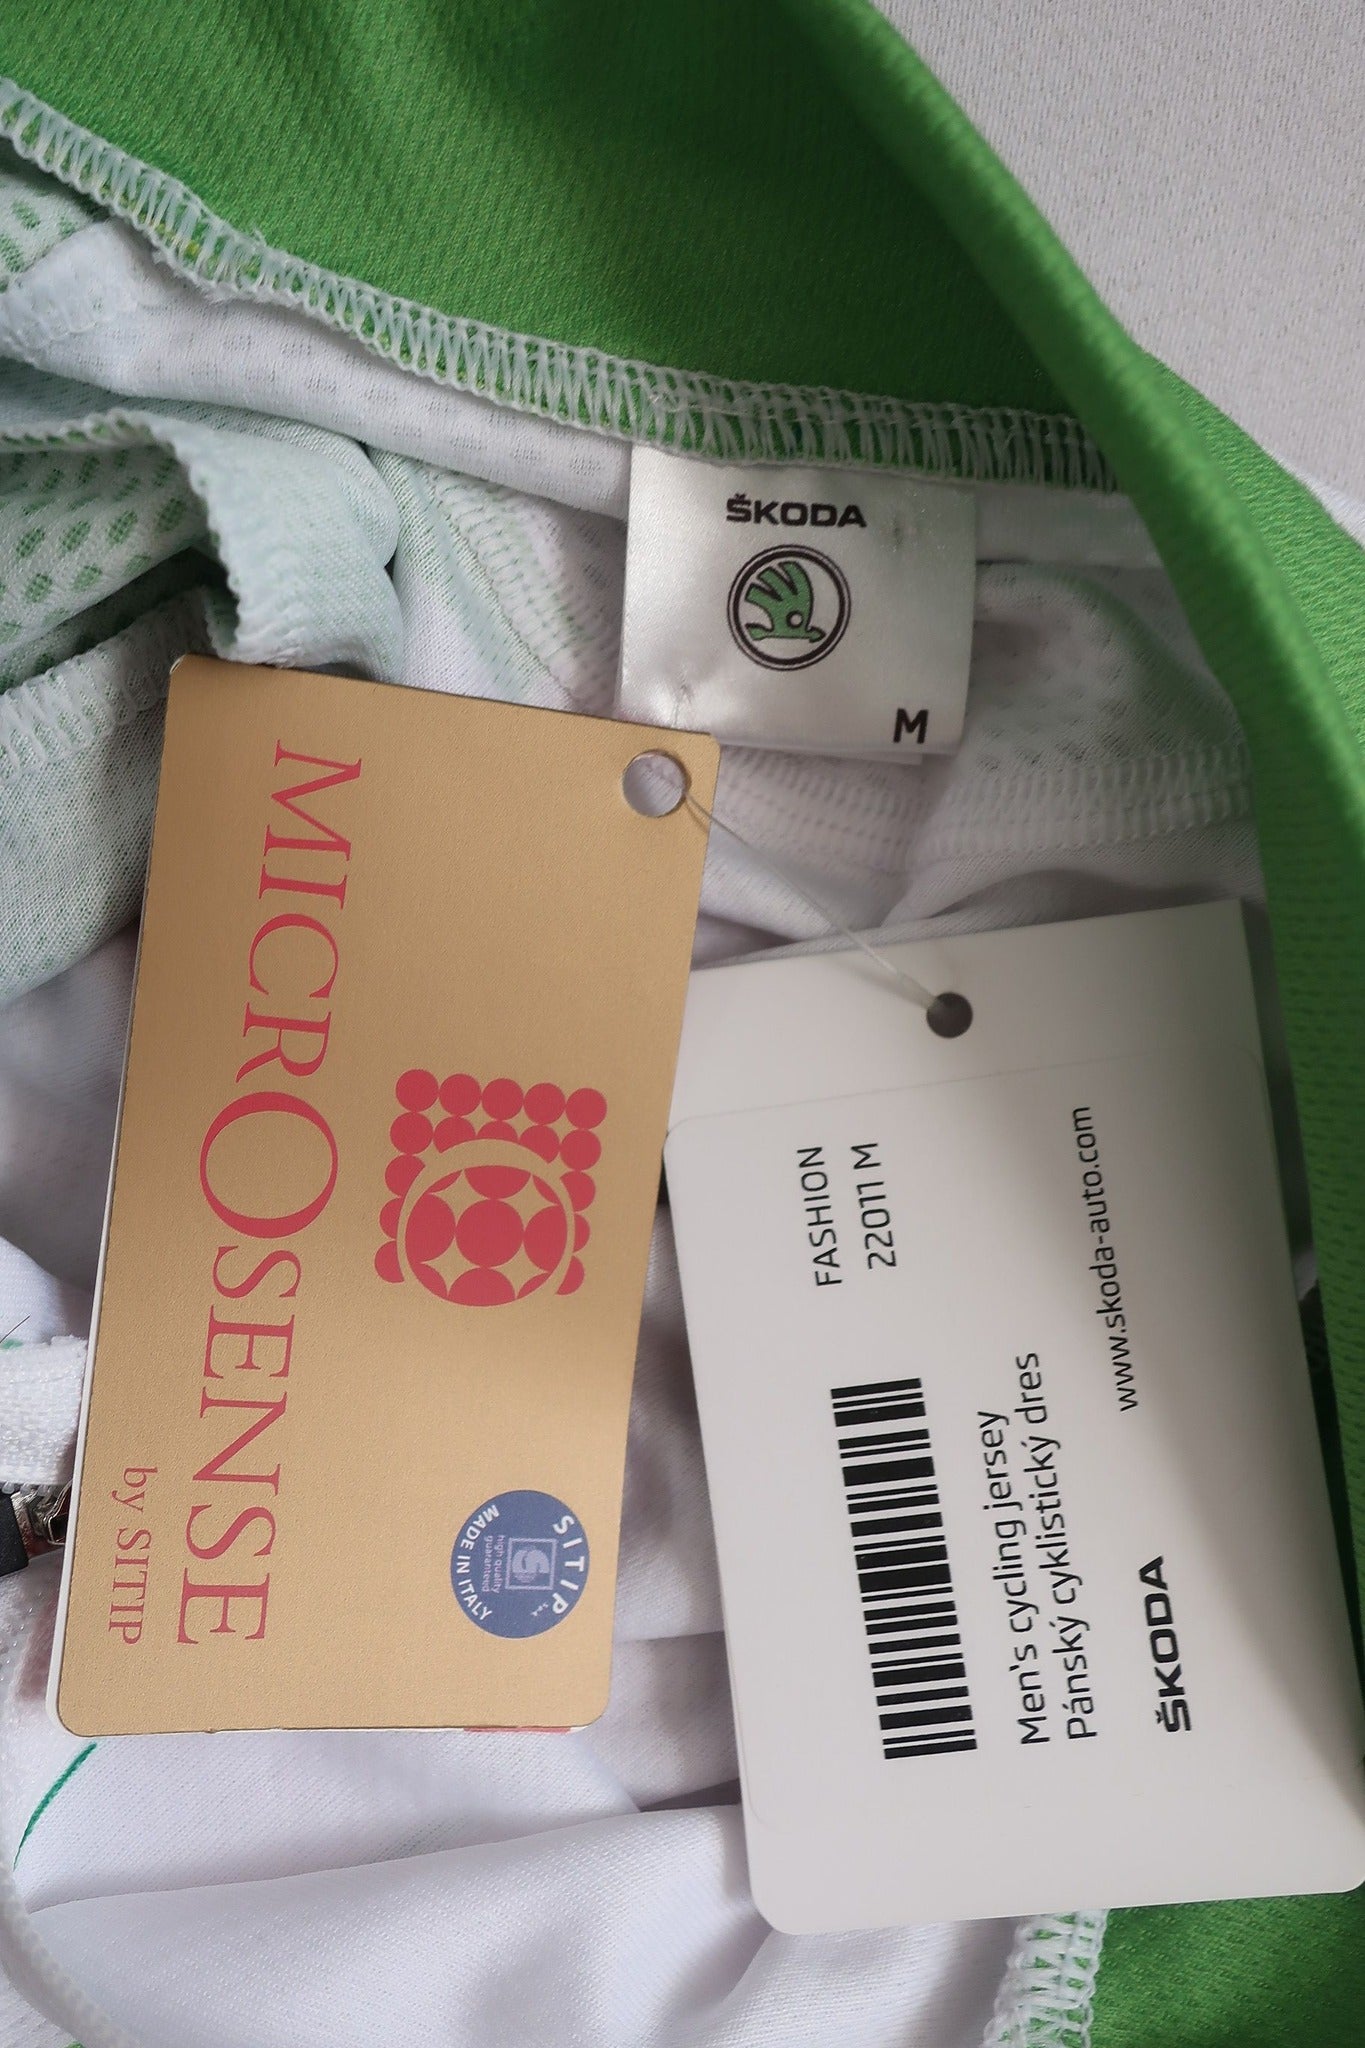 ŠKODA
M
MICROSENSE
by SITIP
SITIP
S.p.A.
high quality
guaranteed
MADE IN ITALY
FASHION
22011 M
Men's cycling jersey
Pánský cyklistický dres
www.skoda-auto.com
ŠKODA